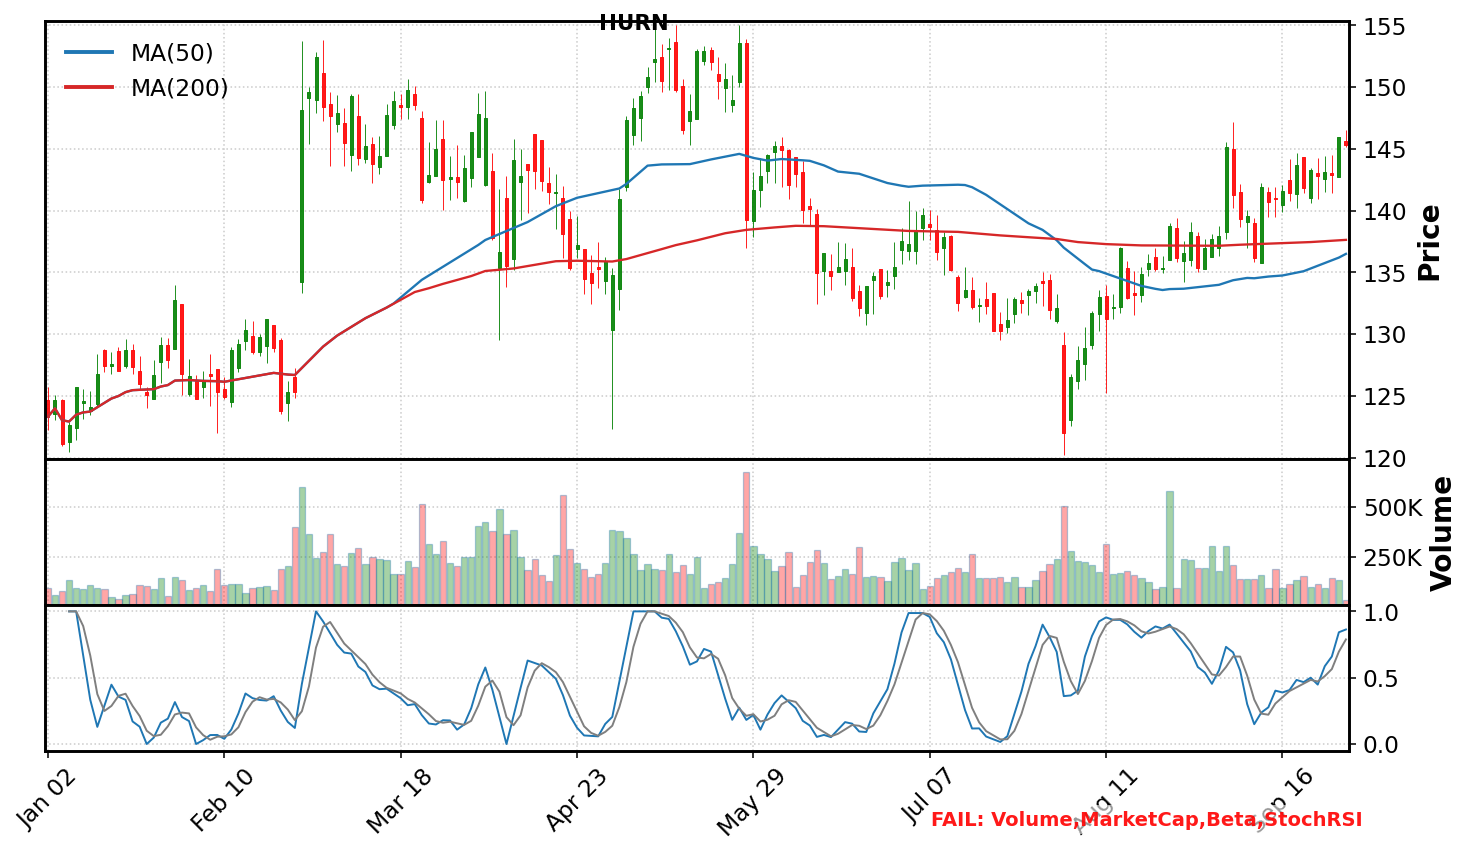 HURN
MA(50)
MA(200)
155
150
145
140
135
130
125
120
Price
500K
250K
Volume
1.0
0.5
0.0
Jan 02
Feb 10
Mar 18
Apr 23
May 29
Jul 07
Aug 11
Sep 16
FAIL: Volume,MarketCap,Beta,StochRSI